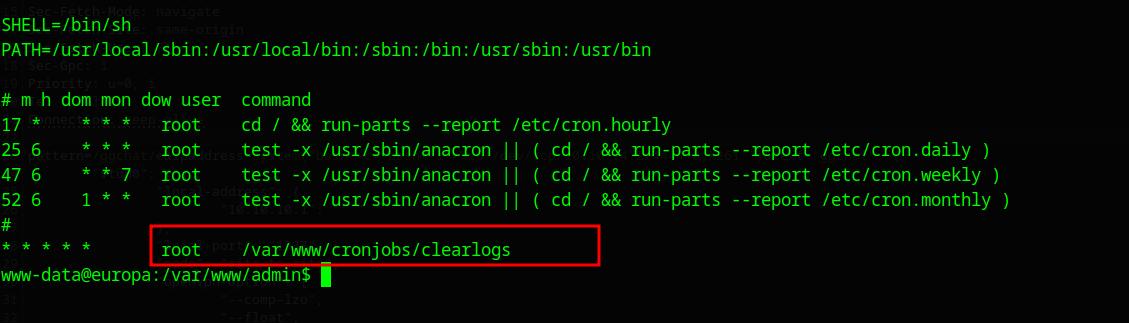 SHELL=/bin/sh
PATH=/usr/local/sbin:/usr/local/bin:/sbin:/bin:/usr/sbin:/usr/bin
# m h dom mon dow user  command
17 *    * * *   root    cd / && run-parts --report /etc/cron.hourly
25 6    * * *   root    test -x /usr/sbin/anacron || ( cd / && run-parts --report /etc/cron.daily )
47 6    * * 7   root    test -x /usr/sbin/anacron || ( cd / && run-parts --report /etc/cron.weekly )
52 6    1 * *   root    test -x /usr/sbin/anacron || ( cd / && run-parts --report /etc/cron.monthly )
#
* * * * *       root    /var/www/cronjobs/clearlogs
www-data@europa:/var/www/admin$